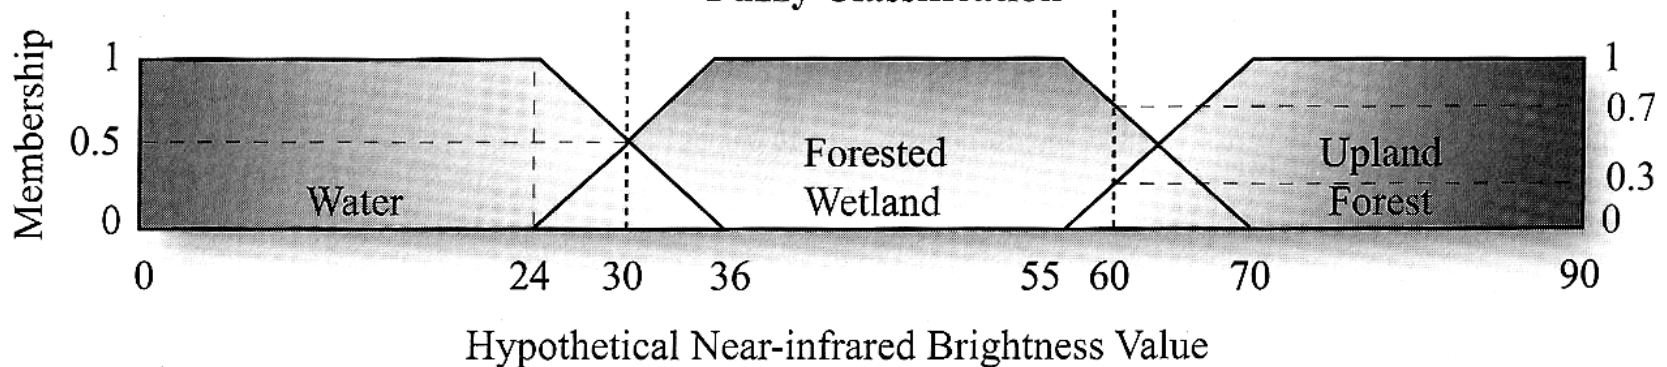 Membership
1
0.5
0
Water
Forested
Wetland
Upland
Forest
1
0.7
0.3
0
0 24 30 36 55 60 70 90
Hypothetical Near-infrared Brightness Value